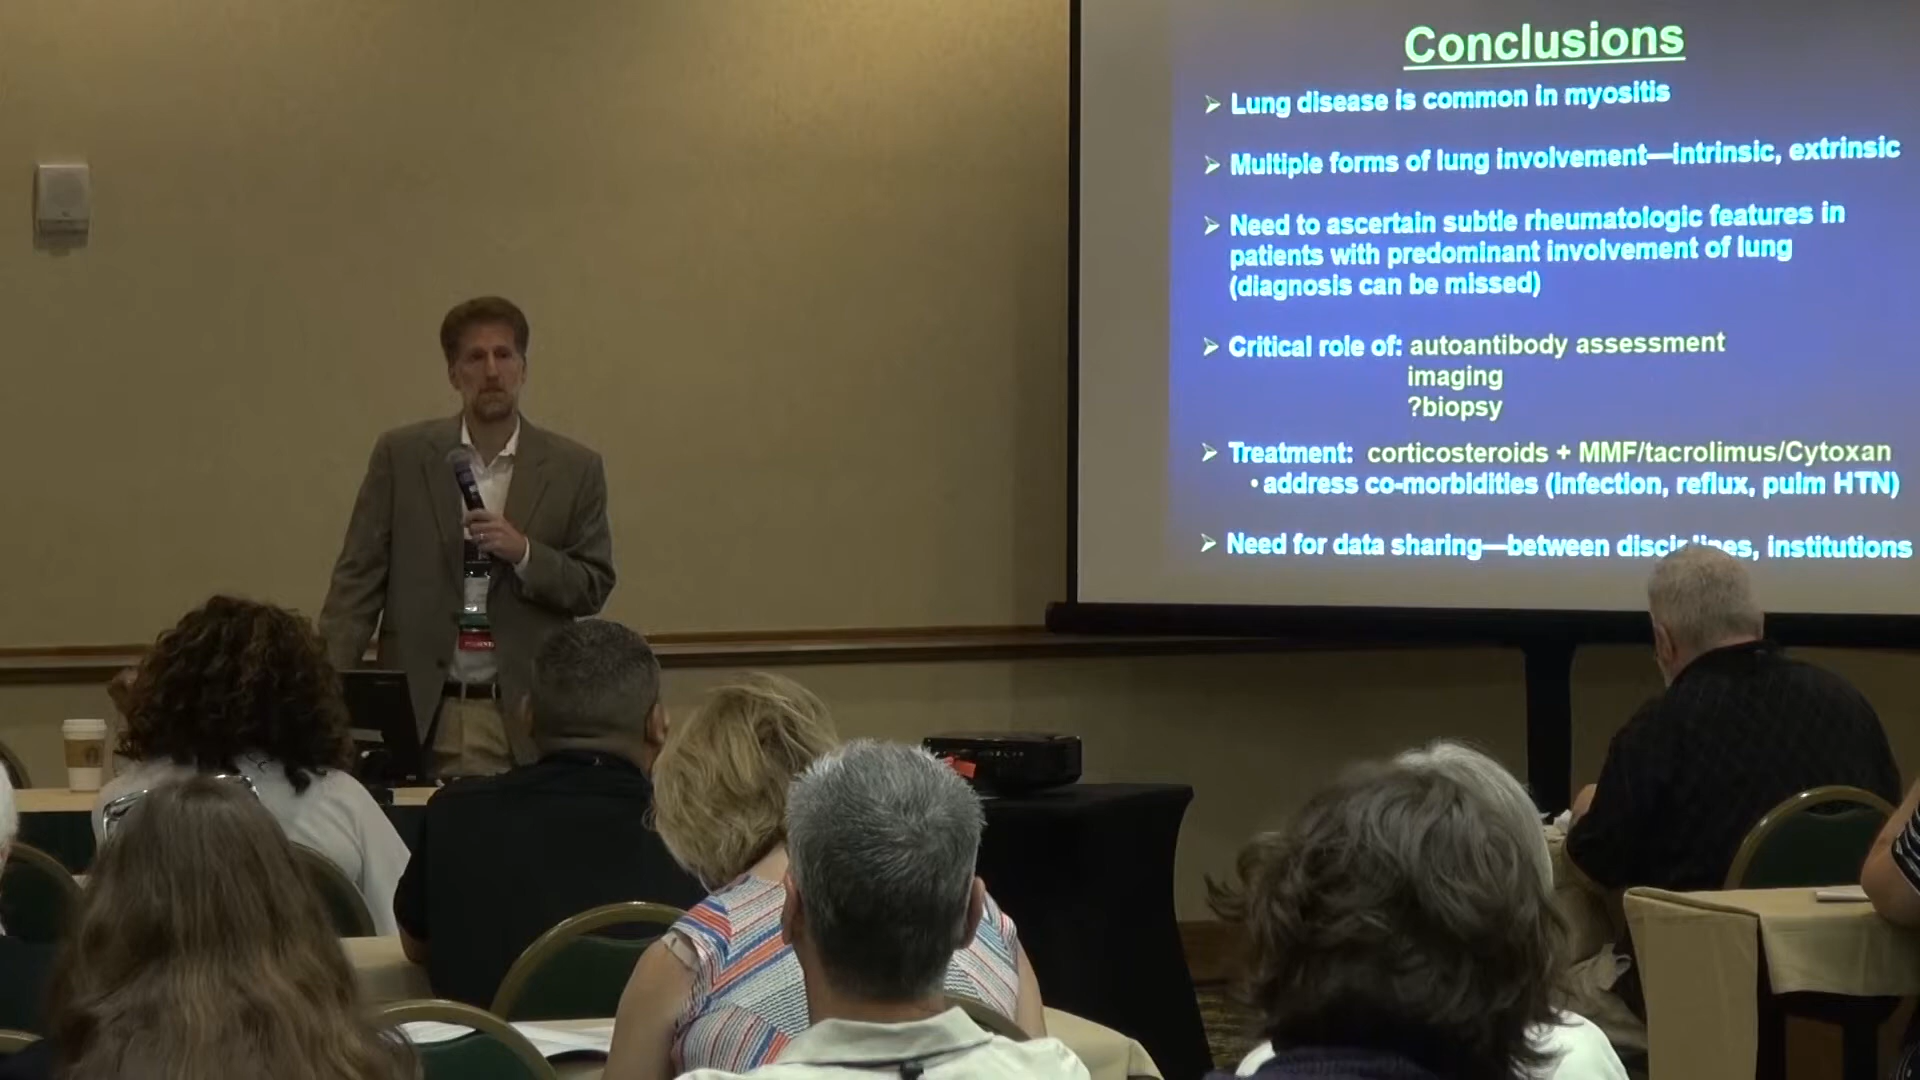 Conclusions
Lung disease is common in myositis
Multiple forms of lung involvement—intrinsic, extrinsic
Need to ascertain subtle rheumatologic features in
patients with predominant involvement of lung
(diagnosis can be missed)
Critical role of: autoantibody assessment
imaging
?biopsy
Treatment: corticosteroids + MMF/tacrolimus/Cytoxan
• address co-morbidities (infection, reflux, pulm HTN)
Need for data sharing—between disciplines, institutions